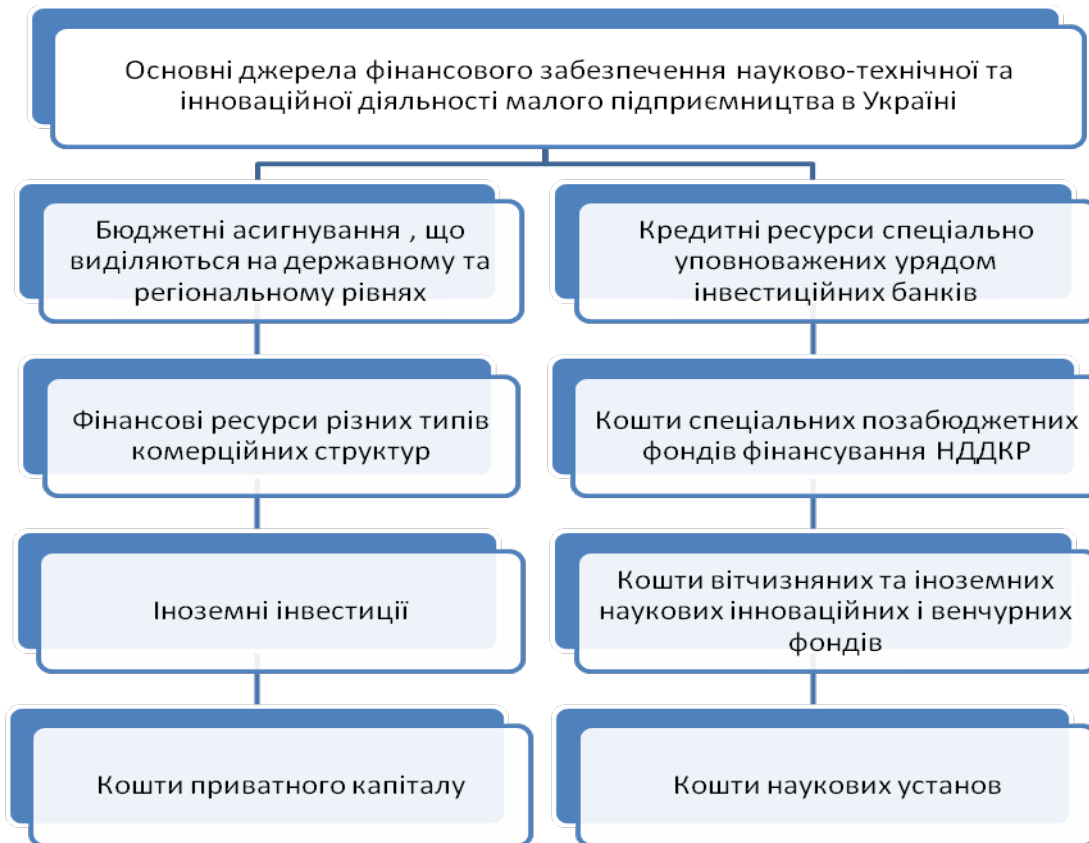 Основні джерела фінансового забезпечення науково-технічної та
інноваційної діяльності малого підприємництва в Україні
Бюджетні асигнування , що
виділяються на державному та
регіональному рівнях
Кредитні ресурси спеціально
уповноважених урядом
інвестиційних банків
Фінансові ресурси різних типів
комерційних структур
Кошти спеціальних позабюджетних
фондів фінансування НДДКР
Іноземні інвестиції
Кошти вітчизняних та іноземних
наукових інноваційних і венчурних
фондів
Кошти приватного капіталу
Кошти наукових установ